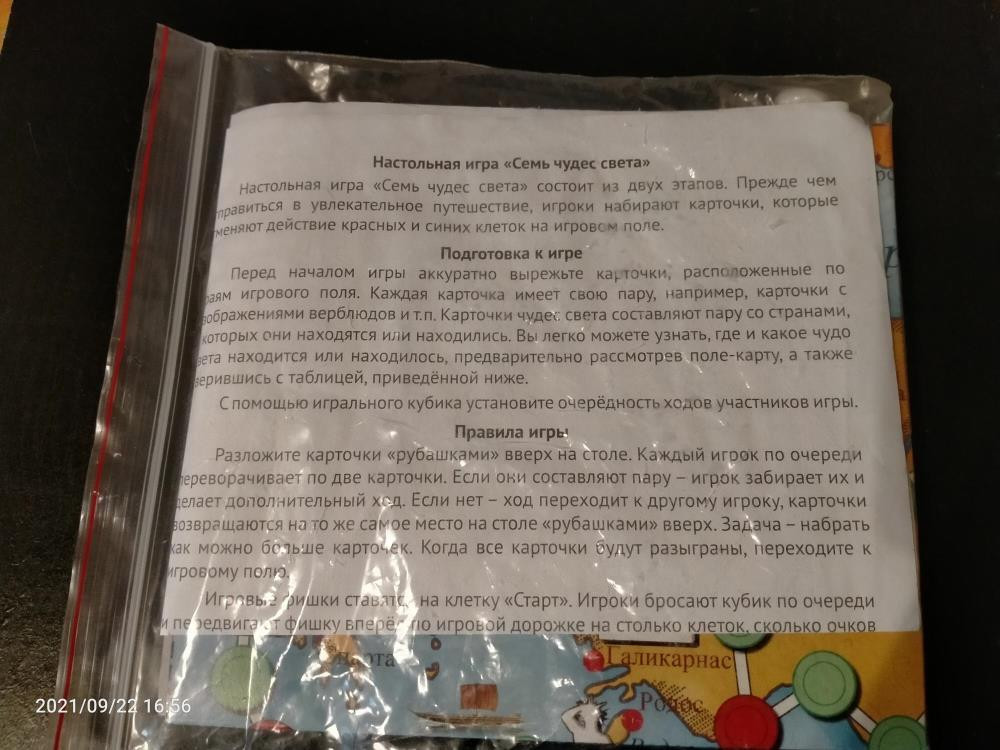 Настольная игра «Семь чудес света»
Настольная игра «Семь чудес света» состоит из двух этапов. Прежде чем
правиться в увлекательное путешествие, игроки набирают карточки, которые
меняют действие красных и синих клеток на игровом поле.
Подготовка к игре
Перед началом игры аккуратно вырежьте карточки, расположенные по
раям игрового поля. Каждая карточка имеет свою пару, например, карточки с
ображениями верблюдов и т.п. Карточки чудес света составляют пару со странами,
которых они находятся или находились. Вы легко можете узнать, где и какое чудо
вета находится или находилось, предварительно рассмотрев поле-карту, а также
верившись с таблицей, приведённой ниже.
С помощью игрального кубика установите очерёдность ходов участников игры.
Правила игры
Разложите карточки «рубашками» вверх на столе. Каждый игрок по очереди
переворачивает по две карточки. Если они составляют пару – игрок забирает их и
делает дополнительный ход. Если нет – ход переходит к другому игроку, карточки
возвращаются на то же самое место на столе «рубашками» вверх. Задача – набрать
как можно больше карточек. Когда все карточки будут разыграны, переходите к
игровому полю.
Игровые фишки ставятся на клетку «Старт». Игроки бросают кубик по очереди
и передвигают фишку вперёд по игровой дорожке на столько клеток, сколько очков
Галикарнас
Родос
2021/09/22 16:56